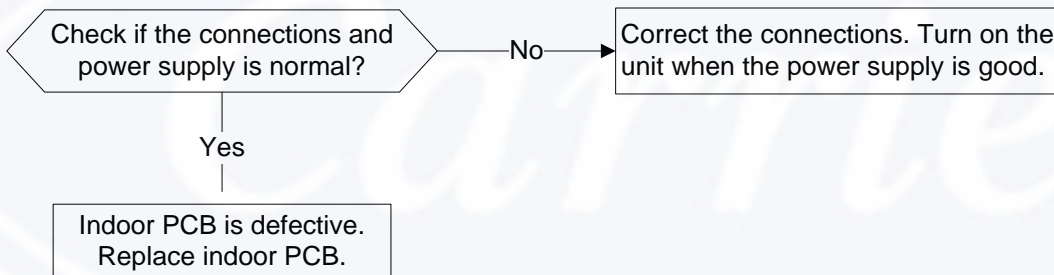 Check if the connections and
power supply is normal?
No
Correct the connections. Turn on the
unit when the power supply is good.
Yes
Indoor PCB is defective.
Replace indoor PCB.
Carrie